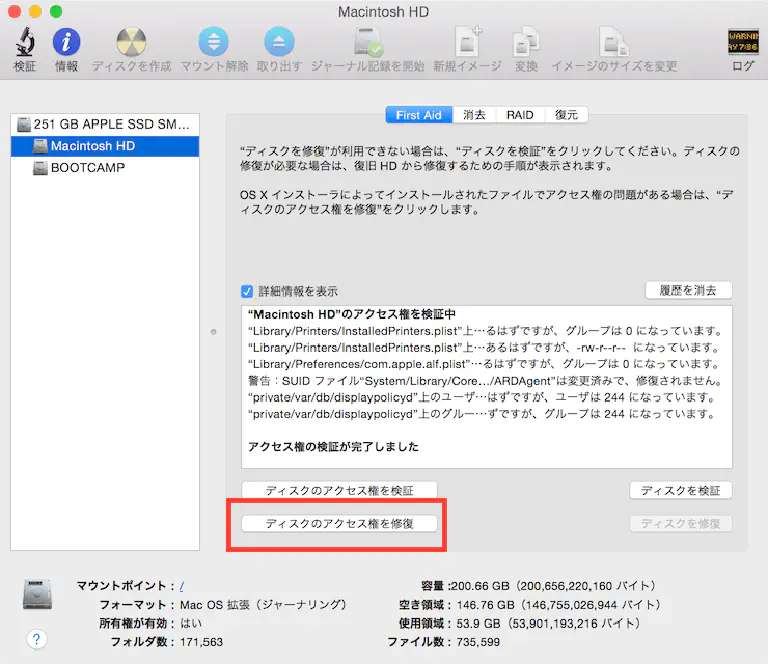 Macintosh HD
検証 情報 ディスクを作成 マウント解除 取り出す ジャーナル記録を開始 新規イメージ 変換 イメージのサイズを変更 ログ
WARNIN
AY 7:36
251 GB APPLE SSD SM...
Macintosh HD
BOOTCAMP
First Aid 消去 RAID 復元
“ディスクを修復”が利用できない場合は、“ディスクを検証”をクリックしてください。ディスクの
修復が必要な場合は、復旧 HD から修復するための手順が表示されます。
OS X インストーラによってインストールされたファイルでアクセス権の問題がある場合は、“デ
ィスクのアクセス権を修復”をクリックします。
詳細情報を表示 履歴を消去
“Macintosh HD”のアクセス権を検証中
“Library/Printers/InstalledPrinters.plist”上…るはずですが、グループは 0 になっています。
“Library/Printers/InstalledPrinters.plist”上…あるはずですが、-rw-r--r-- になっています。
“Library/Preferences/com.apple.alf.plist”…るはずですが、グループは 0 になっています。
警告：SUID ファイル“System/Library/Core…/ARDAgent”は変更済みで、修復されません。
“private/var/db/displaypolicyd”上のユーザ…はずですが、ユーザは 244 になっています。
“private/var/db/displaypolicyd”上のグルー…ずですが、グループは 244 になっています。
アクセス権の検証が完了しました
ディスクのアクセス権を検証 ディスクを検証
ディスクのアクセス権を修復 ディスクを修復
マウントポイント： / 容量 :200.66 GB（200,656,220,160 バイト）
フォーマット：Mac OS 拡張（ジャーナリング） 空き領域：146.76 GB（146,755,026,944 バイト）
所有権が有効：はい 使用領域：53.9 GB（53,901,193,216 バイト）
フォルダ数：171,563 ファイル数：735,599
?